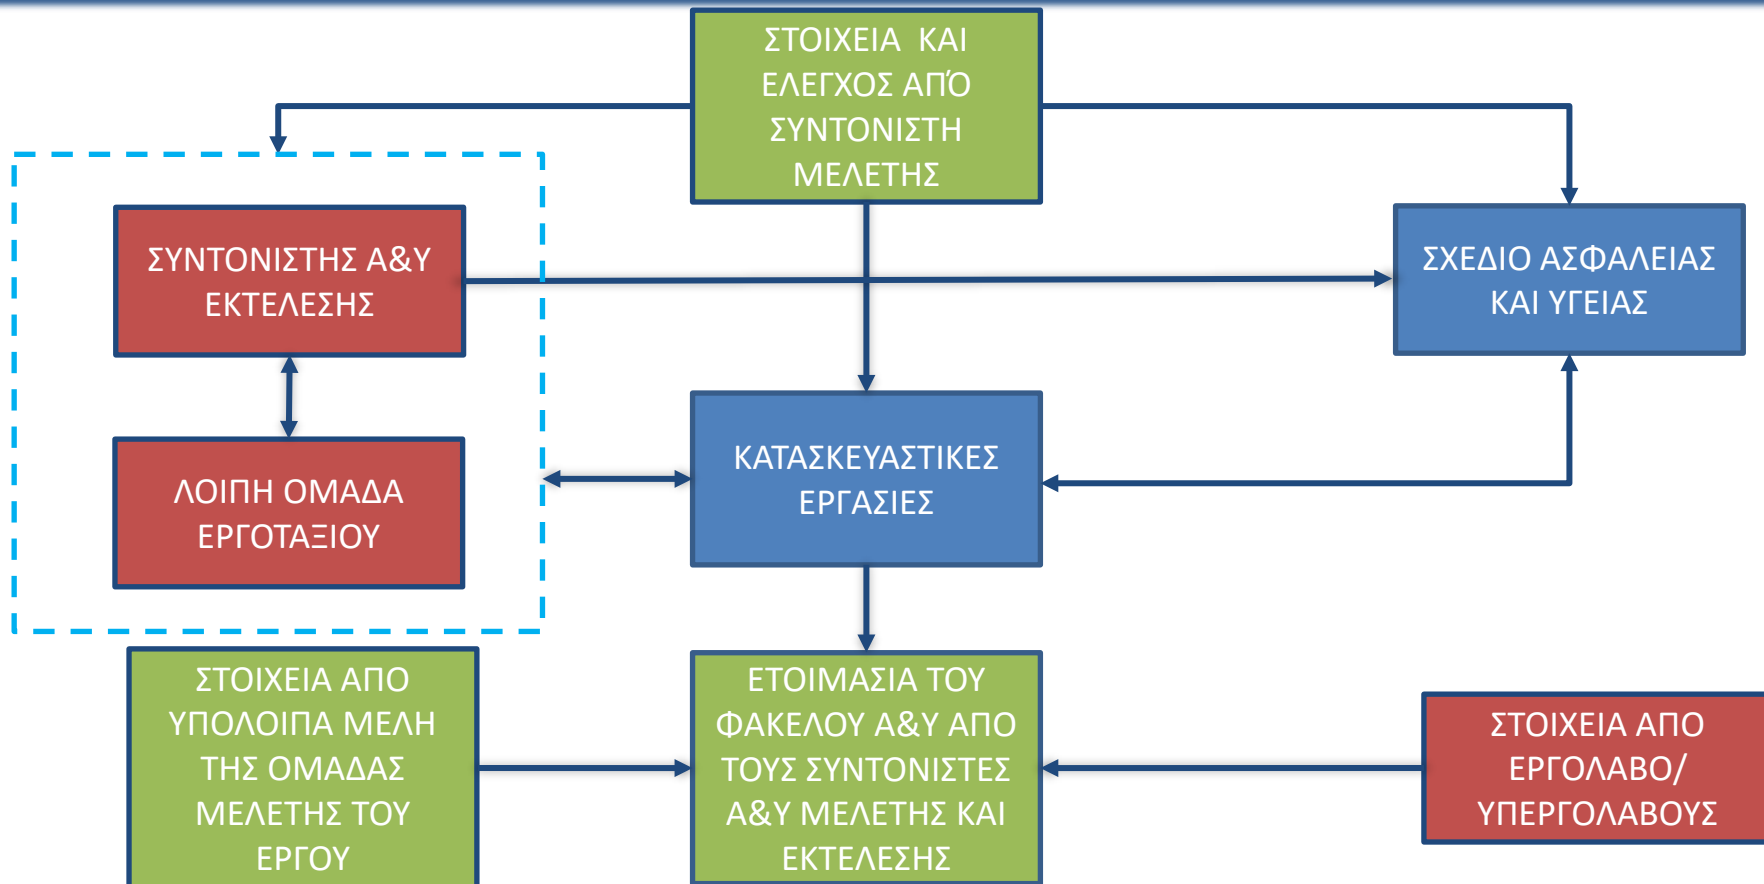 ΣΤΟΙΧΕΙΑ ΚΑΙ
ΕΛΕΓΧΟΣ ΑΠΌ
ΣΥΝΤΟΝΙΣΤΗ
ΜΕΛΕΤΗΣ
ΣΥΝΤΟΝΙΣΤΗΣ Α&Υ
ΕΚΤΕΛΕΣΗΣ
ΣΧΕΔΙΟ ΑΣΦΑΛΕΙΑΣ
ΚΑΙ ΥΓΕΙΑΣ
ΛΟΙΠΗ ΟΜΑΔΑ
ΕΡΓΟΤΑΞΙΟΥ
ΚΑΤΑΣΚΕΥΑΣΤΙΚΕΣ
ΕΡΓΑΣΙΕΣ
ΣΤΟΙΧΕΙΑ ΑΠΟ
ΥΠΟΛΟΙΠΑ ΜΕΛΗ
ΤΗΣ ΟΜΑΔΑΣ
ΜΕΛΕΤΗΣ ΤΟΥ
ΕΡΓΟΥ
ΕΤΟΙΜΑΣΙΑ ΤΟΥ
ΦΑΚΕΛΟΥ Α&Υ ΑΠΟ
ΤΟΥΣ ΣΥΝΤΟΝΙΣΤΕΣ
Α&Υ ΜΕΛΕΤΗΣ ΚΑΙ
ΕΚΤΕΛΕΣΗΣ
ΣΤΟΙΧΕΙΑ ΑΠΟ
ΕΡΓΟΛΑΒΟ/
ΥΠΕΡΓΟΛΑΒΟΥΣ